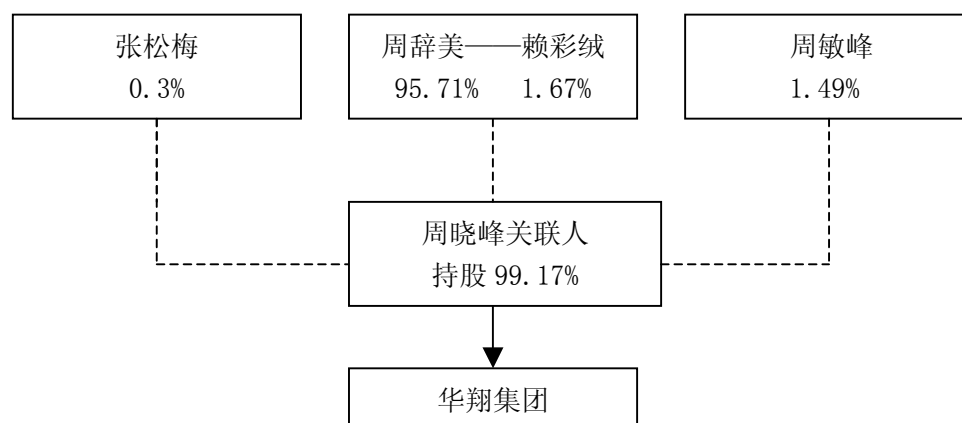 张松梅
0.3%
周辞美——赖彩绒
95.71% 1.67%
周敏峰
1.49%
周晓峰关联人
持股 99.17%
华翔集团